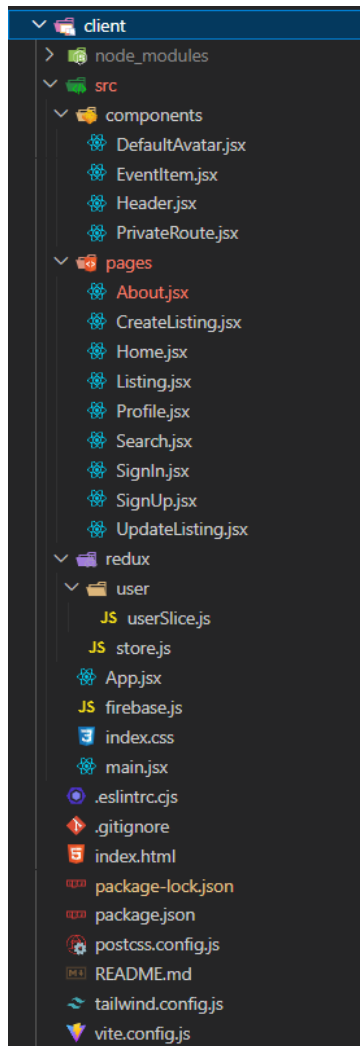 client
node_modules
src
components
DefaultAvatar.jsx
EventItem.jsx
Header.jsx
PrivateRoute.jsx
pages
About.jsx
CreateListing.jsx
Home.jsx
Listing.jsx
Profile.jsx
Search.jsx
SignIn.jsx
SignUp.jsx
UpdateListing.jsx
redux
user
JS userSlice.js
JS store.js
App.jsx
JS firebase.js
index.css
main.jsx
.eslintrc.cjs
.gitignore
index.html
package-lock.json
package.json
postcss.config.js
README.md
tailwind.config.js
vite.config.js